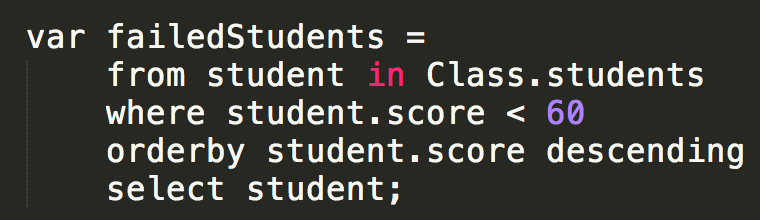 var failedStudents =
    from student in Class.students
    where student.score < 60
    orderby student.score descending
    select student;